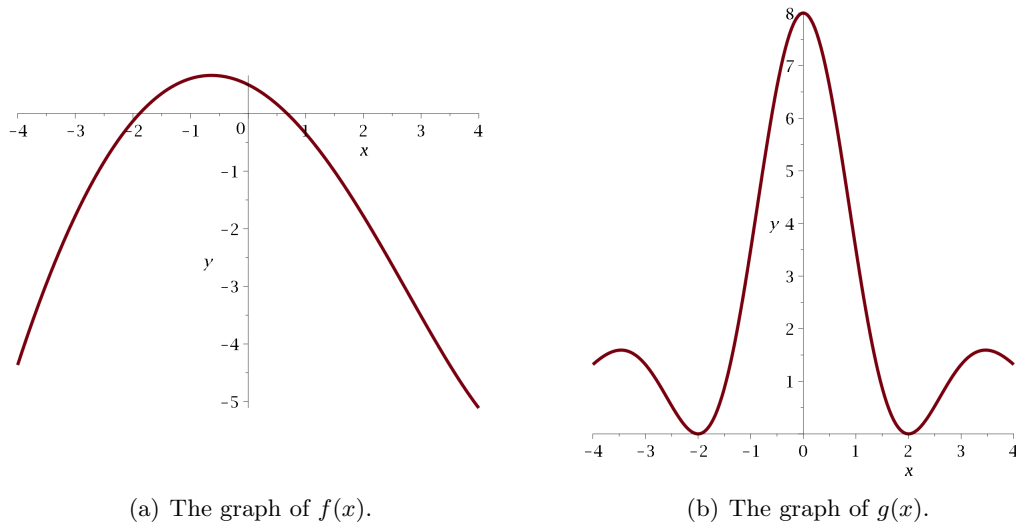 -4 -3 -2 -1 0 1 2 3 4
x
-1
-2
y
-3
-4
-5
(a) The graph of f(x).
8
7
6
5
y 4
3
2
1
-4 -3 -2 -1 0 1 2 3 4
x
(b) The graph of g(x).